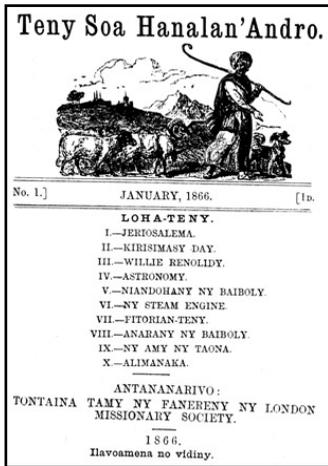 Teny Soa Hanalan'Andro.
No. 1.] JANUARY, 1866. [1D.
LOHA-TENY.
I.—JERIOSALEMA.
II.—KIRISIMASY DAY.
III.—WILLIE RENOLIDY.
IV.—ASTRONOMY.
V.—NIANDOHANY NY BAIBOLY.
VI.—NY STEAM ENGINE.
VII.—FITORIAN-TENY.
VIII.—ANARANY NY BAIBOLY.
IX.—NY AMY NY TAONA.
X.—ALIMANAKA.
ANTANANARIVO:
TONTAINA TAMY NY FANERENY NY LONDON
MISSIONARY SOCIETY.
1866.
Ilavoamena no vidiny.